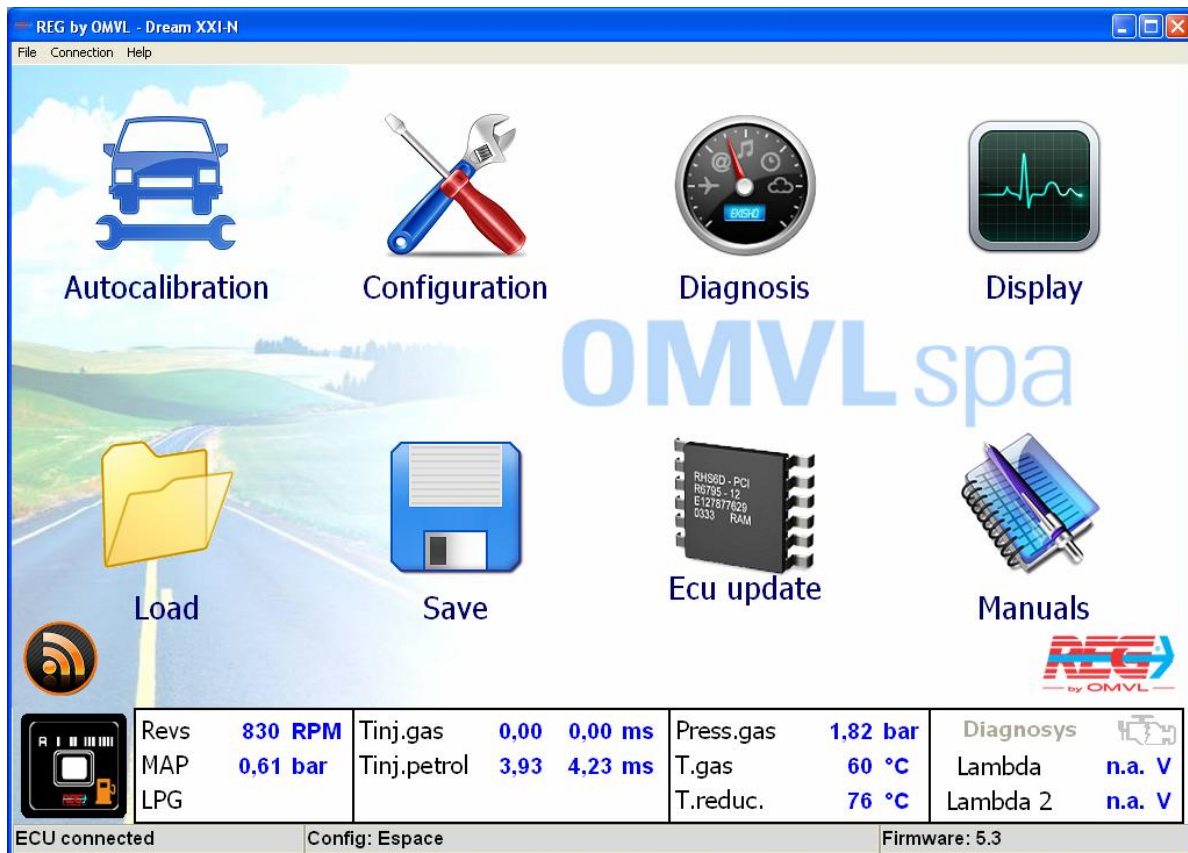 REG by OMVL - Dream XXI-N
File Connection Help
Autocalibration Configuration Diagnosis Display
EKISHO
OMVL spa
RHS6D - PCI
R6795 - 12
E127877629
0333 RAM
Load Save Ecu update Manuals
REG
by OMVL
Revs 830 RPM Tinj.gas 0,00 0,00 ms Press.gas 1,82 bar Diagnosys
MAP 0,61 bar Tinj.petrol 3,93 4,23 ms T.gas 60 °C Lambda n.a. V
LPG T.reduc. 76 °C Lambda 2 n.a. V
ECU connected Config: Espace Firmware: 5.3